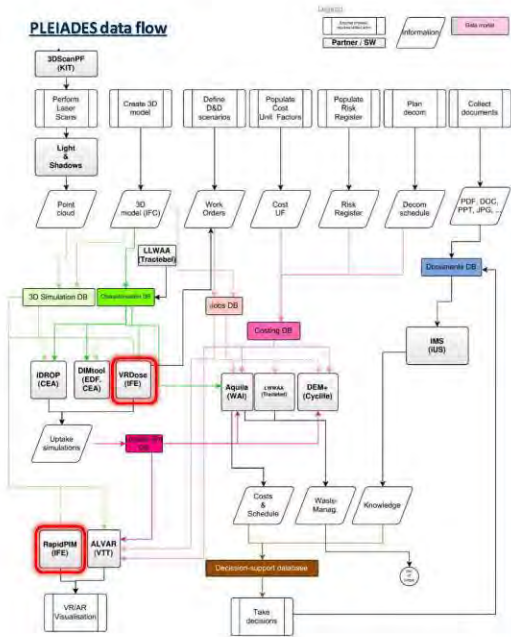 PLEIADES data flow
Partner / SW
Information
Data model
3DScanPF
(KIT)
Perform
Laser
Scans
Create 3D
model
Define
D&D
scenarios
Populate
Cost
Unit Factors
Populate
Risk
Register
Plan
decom
Collect
documents
Light
&
Shadows
Point
cloud
3D
model (IFC)
Work
Orders
Cost
UF
Risk
Register
Decom
schedule
PDF, DOC,
PPT, JPG, ...
LLWAA
(Tractebel)
Documents DB
3D Simulation DB
Characterisation DB
Jobs DB
Costing DB
IMS
(iUS)
iDROP
(CEA)
DIMtool
(EDF,
CEA)
VRDose
(IFE)
Aquila
(WAI)
LLWAA
(Tractebel)
DEM+
(Cyclife)
Uptake
simulations
DB
Costs
&
Schedule
Waste
Manag.
Knowledge
RapidPIM
(IFE)
ALVAR
(VTT)
Decision-support database
VR/AR
Visualisation
Take
decisions